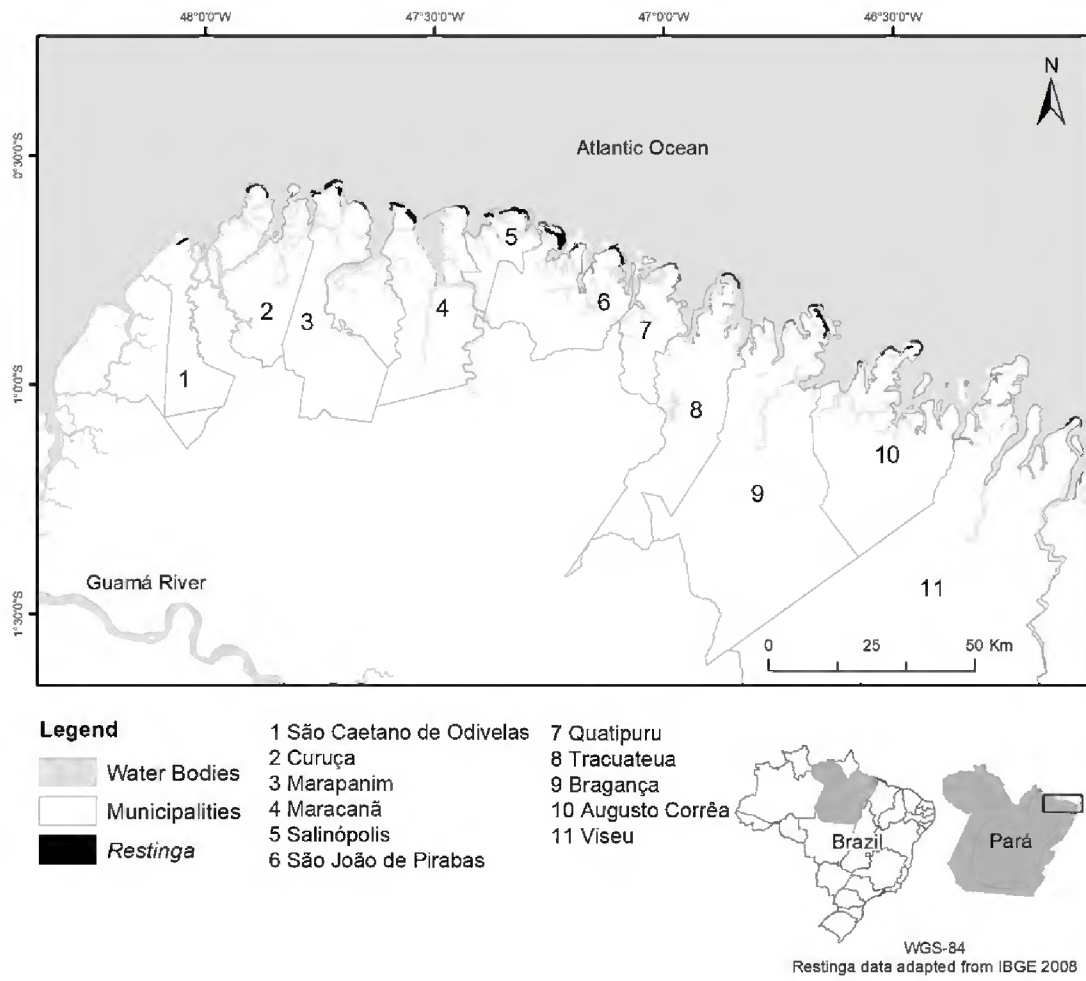 48°0'0"W 47°30'0"W 47°0'0"W 46°30'0"W
N
Atlantic Ocean
0°30'0"S
1°0'0"S
1°30'0"S
1
2
3
4
5
6
7
8
9
10
11
Guamá River
0 25 50 Km
Legend
Water Bodies
Municipalities
Restinga
1 São Caetano de Odivelas
2 Curuça
3 Marapanim
4 Maracanã
5 Salinópolis
6 São João de Pirabas
7 Quatipuru
8 Tracuateua
9 Bragança
10 Augusto Corrêa
11 Viseu
Brazil
Pará
WGS-84
Restinga data adapted from IBGE 2008